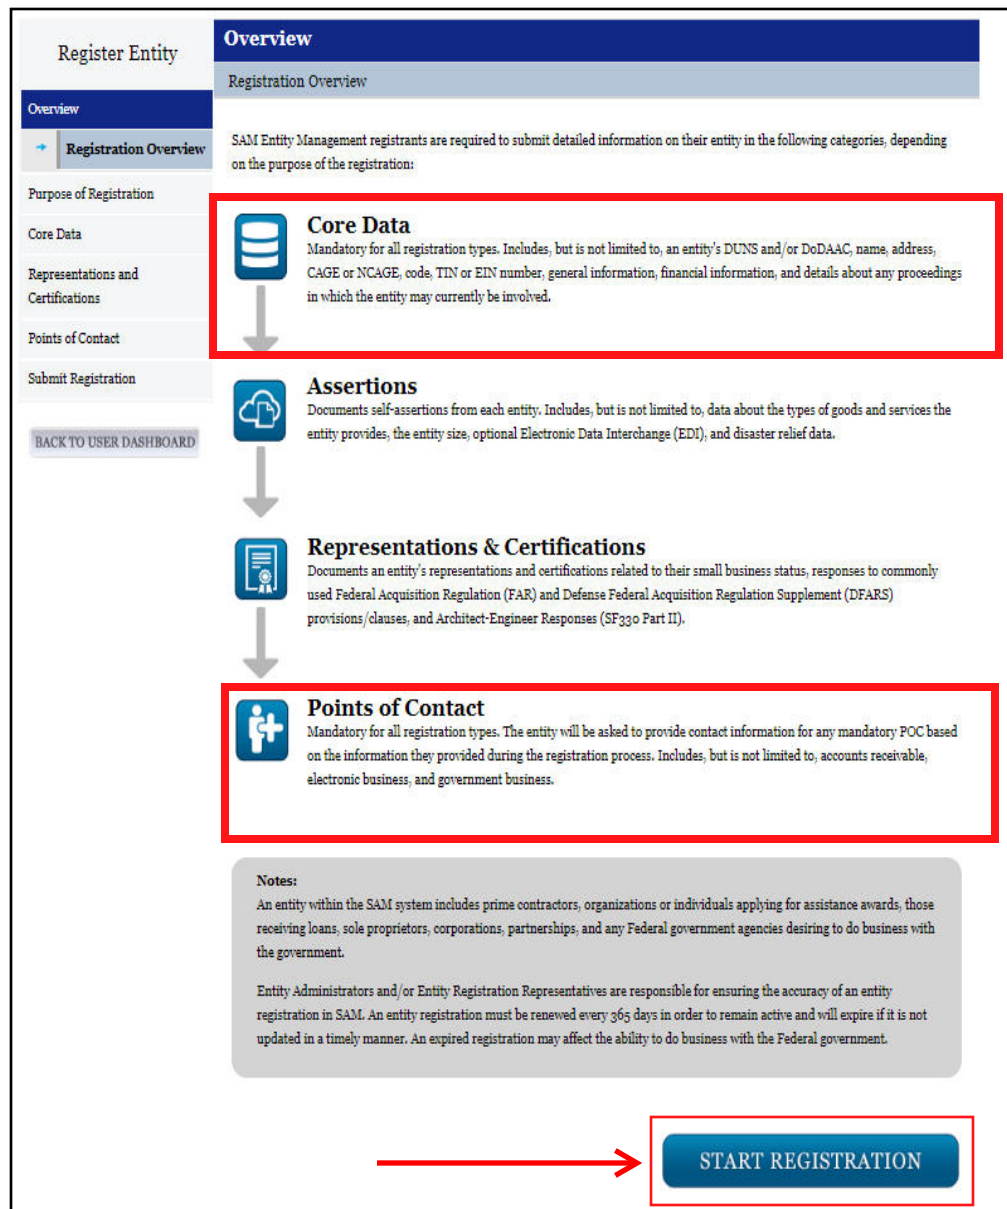 Register Entity
Overview
Registration Overview
Purpose of Registration
Core Data
Representations and
Certifications
Points of Contact
Submit Registration
BACK TO USER DASHBOARD
Overview
Registration Overview
SAM Entity Management registrants are required to submit detailed information on their entity in the following categories, depending
on the purpose of the registration:
Core Data
Mandatory for all registration types. Includes, but is not limited to, an entity's DUNS and/or DoDAAC, name, address,
CAGE or NCAGE, code, TIN or EIN number, general information, financial information, and details about any proceedings
in which the entity may currently be involved.
Assertions
Documents self-assertions from each entity. Includes, but is not limited to, data about the types of goods and services the
entity provides, the entity size, optional Electronic Data Interchange (EDI), and disaster relief data.
Representations & Certifications
Documents an entity's representations and certifications related to their small business status, responses to commonly
used Federal Acquisition Regulation (FAR) and Defense Federal Acquisition Regulation Supplement (DFARS)
provisions/clauses, and Architect-Engineer Responses (SF330 Part II).
Points of Contact
Mandatory for all registration types. The entity will be asked to provide contact information for any mandatory POC based
on the information they provided during the registration process. Includes, but is not limited to, accounts receivable,
electronic business, and government business.
Notes:
An entity within the SAM system includes prime contractors, organizations or individuals applying for assistance awards, those
receiving loans, sole proprietors, corporations, partnerships, and any Federal government agencies desiring to do business with
the government.
Entity Administrators and/or Entity Registration Representatives are responsible for ensuring the accuracy of an entity
registration in SAM. An entity registration must be renewed every 365 days in order to remain active and will expire if it is not
updated in a timely manner. An expired registration may affect the ability to do business with the Federal government.
START REGISTRATION